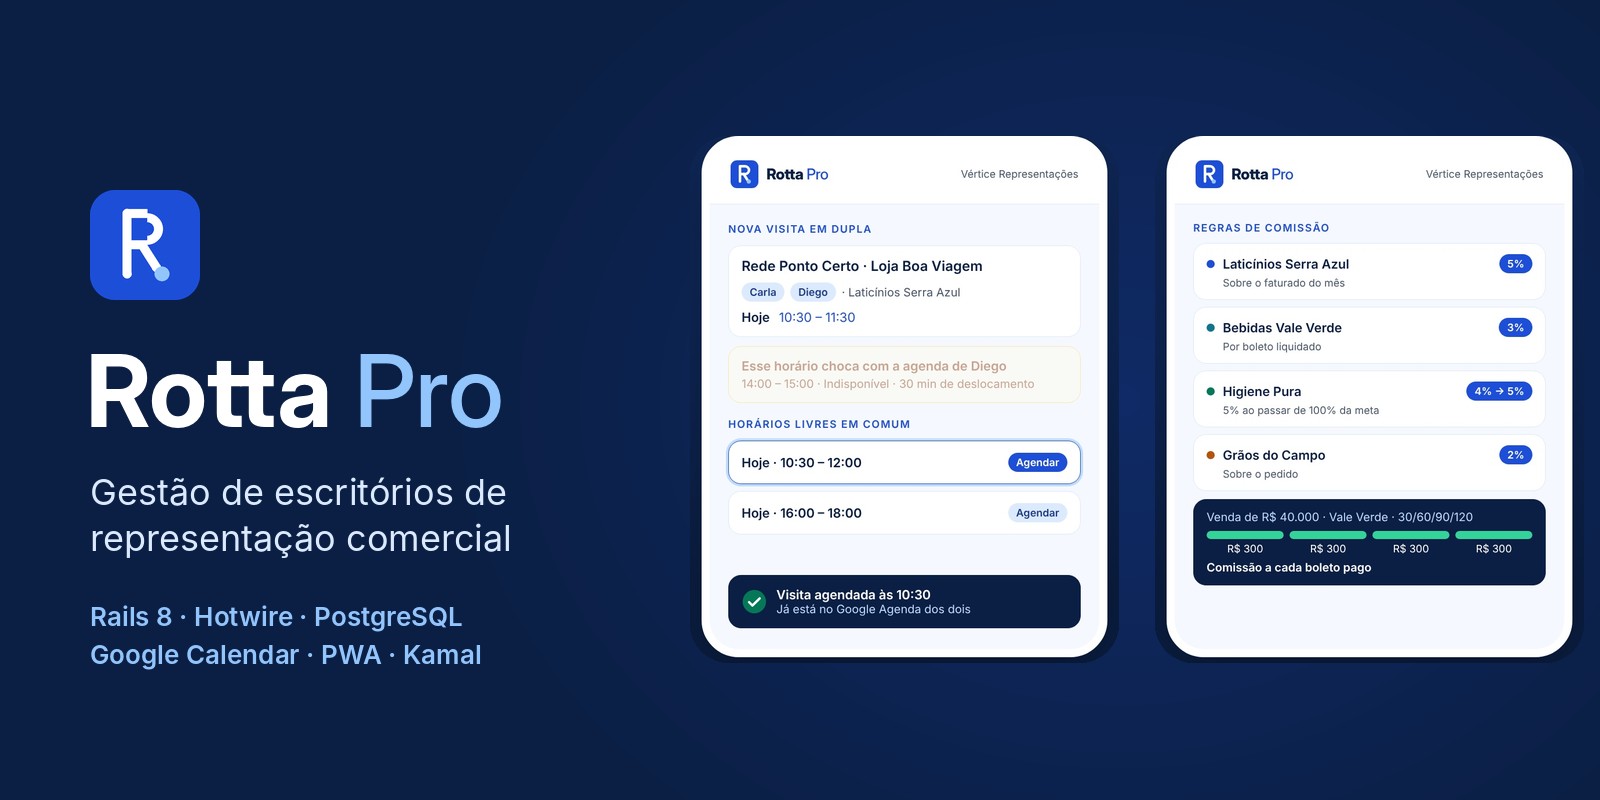 R
Rotta Pro
Gestão de escritórios de
representação comercial
Rails 8 · Hotwire · PostgreSQL
Google Calendar · PWA · Kamal
R Rotta Pro
Vértice Representações
NOVA VISITA EM DUPLA
Rede Ponto Certo · Loja Boa Viagem
Carla Diego · Laticínios Serra Azul
Hoje 10:30 – 11:30
Esse horário choca com a agenda de Diego
14:00 – 15:00 · Indisponível · 30 min de deslocamento
HORÁRIOS LIVRES EM COMUM
Hoje · 10:30 – 12:00 Agendar
Hoje · 16:00 – 18:00 Agendar
Visita agendada às 10:30
Já está no Google Agenda dos dois
R Rotta Pro
Vértice Representações
REGRAS DE COMISSÃO
Laticínios Serra Azul 5%
Sobre o faturado do mês
Bebidas Vale Verde 3%
Por boleto liquidado
Higiene Pura 4% → 5%
5% ao passar de 100% da meta
Grãos do Campo 2%
Sobre o pedido
Venda de R$ 40.000 · Vale Verde · 30/60/90/120
R$ 300 R$ 300 R$ 300 R$ 300
Comissão a cada boleto pago